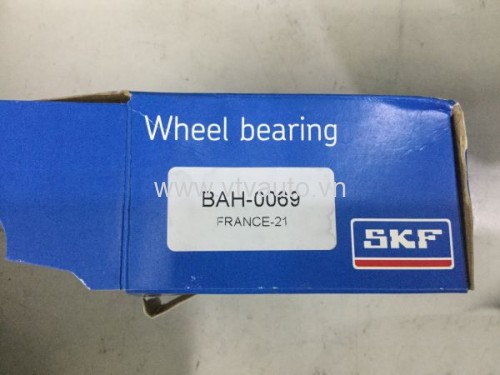 Wheel bearing
BAH-0069
FRANCE-21
www.vtvauto.vn
SKF